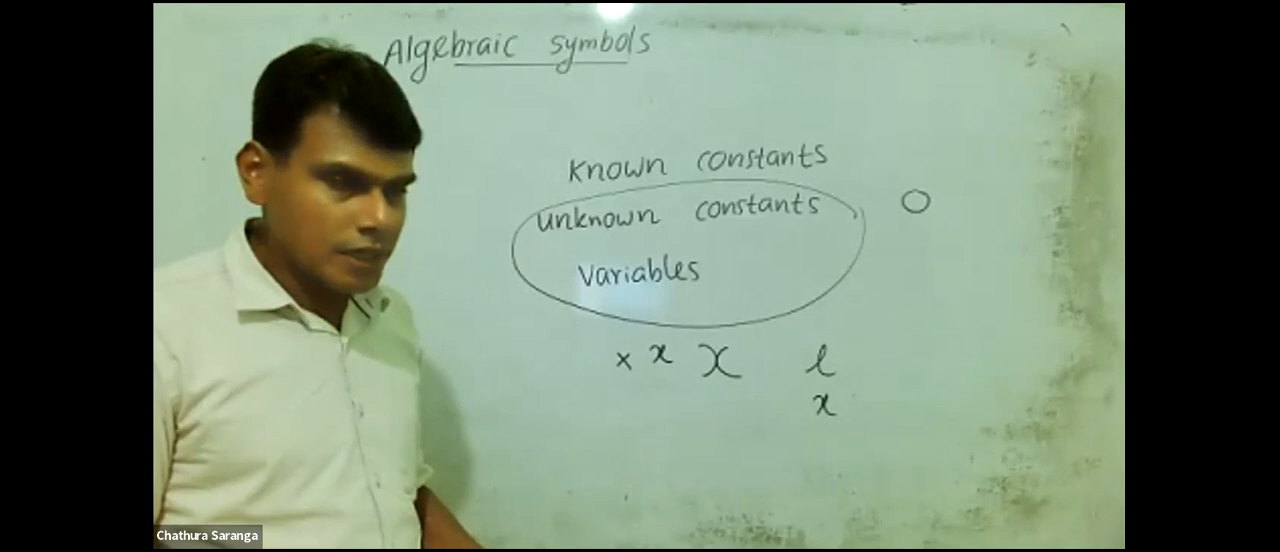 Algebraic symbols
Known constants
unknown constants O
Variables
x x X l
x
Chathura Saranga